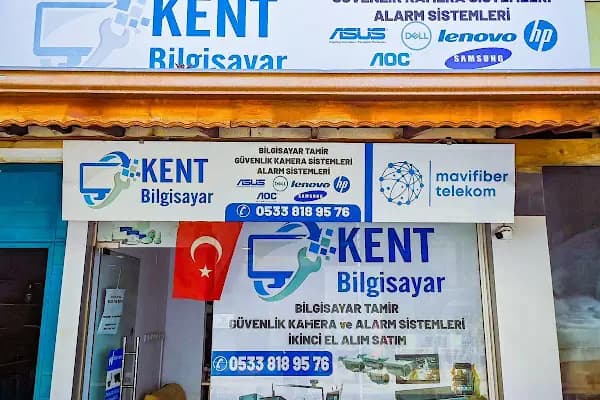 KENT
Bilgisayar
GÜVENLİK KAMERA SİSTEMLERİ
ALARM SİSTEMLERİ
ASUS
DELL
lenovo
hp
AOC
SAMSUNG
KENT
Bilgisayar
BİLGİSAYAR TAMİR
GÜVENLİK KAMERA SİSTEMLERİ
ALARM SİSTEMLERİ
ASUS
DELL
lenovo
hp
AOC
SAMSUNG
0533 818 95 76
mavifiber
telekom
KENT
Bilgisayar
BİLGİSAYAR TAMİR
GÜVENLİK KAMERA ve ALARM SİSTEMLERİ
İKİNCİ EL ALIM SATIM
0533 818 95 76